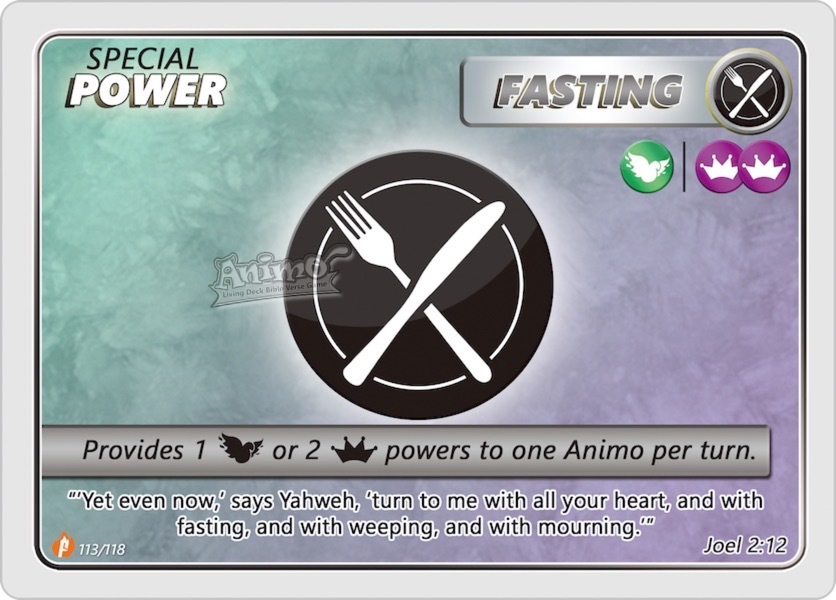 SPECIAL
POWER
FASTING
Animo
Living Deck Bible Verse Game
Provides 1 or 2 powers to one Animo per turn.
"'Yet even now,' says Yahweh, 'turn to me with all your heart, and with
fasting, and with weeping, and with mourning.'"
113/118
Joel 2:12